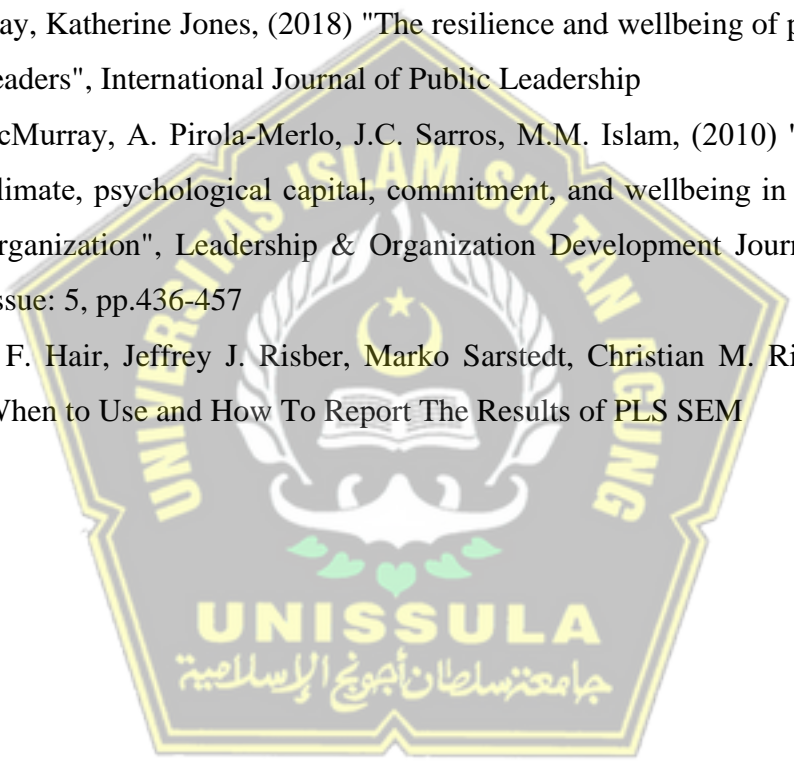 ay, Katherine Jones, (2018) "The resilience and wellbeing of p
eaders", International Journal of Public Leadership
cMurray, A. Pirola-Merlo, J.C. Sarros, M.M. Islam, (2010) "
limate, psychological capital, commitment, and wellbeing in
rganization", Leadership & Organization Development Journ
ssue: 5, pp.436-457
F. Hair, Jeffrey J. Risber, Marko Sarstedt, Christian M. Ri
When to Use and How To Report The Results of PLS SEM
UNIVERSITAS ISLAM SULTAN AGUNG
UNISSULA
جامعة سلطان أجونج الإسلامية